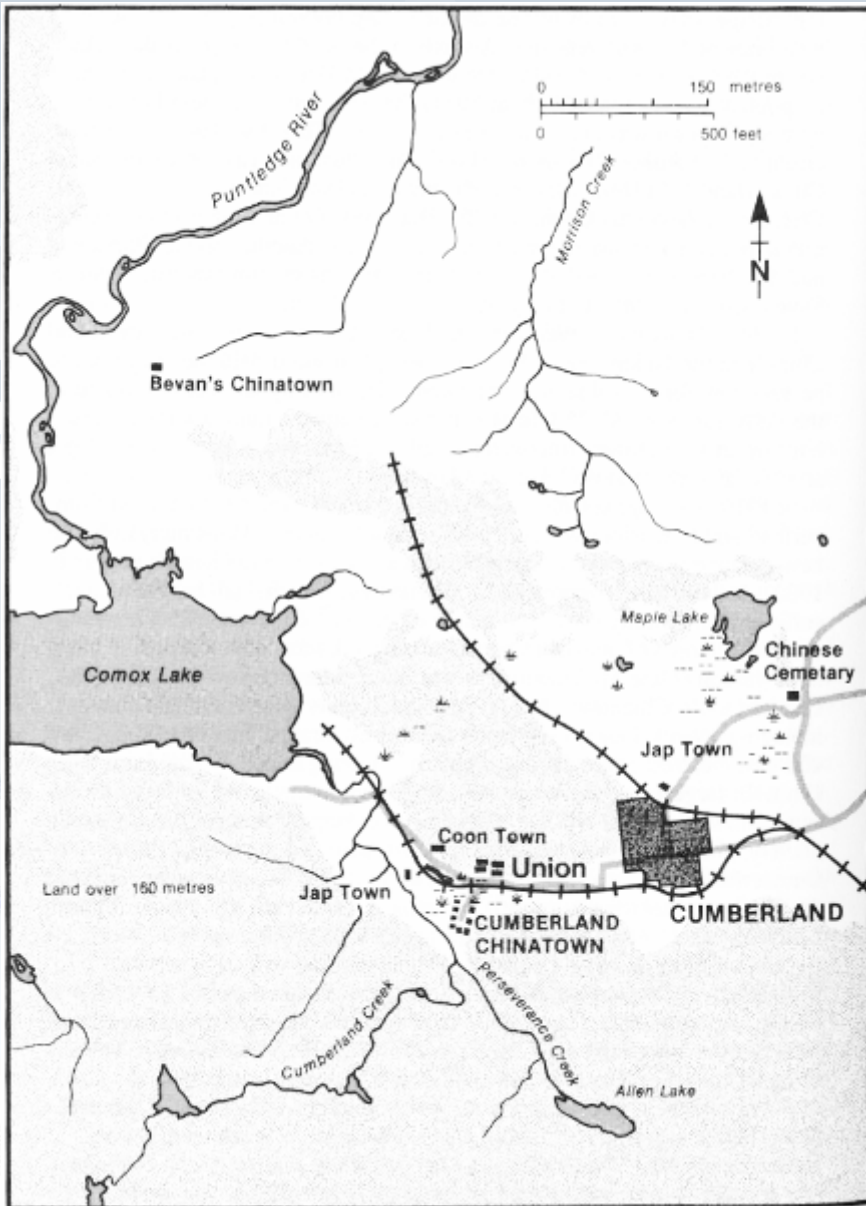 0 150 metres
0 500 feet
Puntledge River
Morrison Creek
N
Bevan's Chinatown
Maple Lake
Chinese
Cemetary
Comox Lake
Jap Town
Coon Town
Union
Land over 150 metres
Jap Town
CUMBERLAND
CUMBERLAND
CHINATOWN
Cumberland Creek
Perseverance Creek
Allen Lake